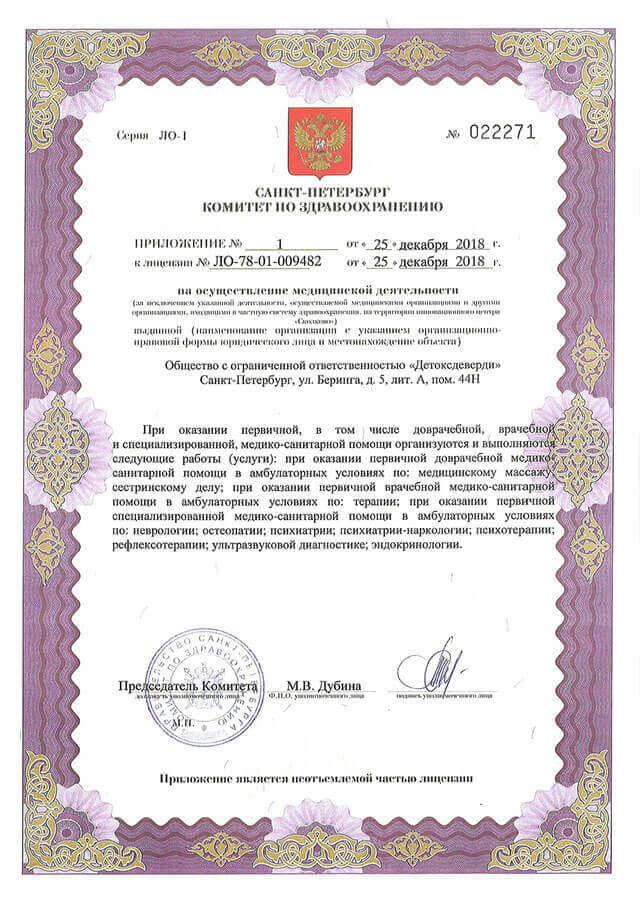 Серия ЛО-1 № 022271
САНКТ-ПЕТЕРБУРГ
КОМИТЕТ ПО ЗДРАВООХРАНЕНИЮ
ПРИЛОЖЕНИЕ № 1 от « 25 » декабря 2018 г.
к лицензии № ЛО-78-01-009482 от « 25 » декабря 2018 г.
на осуществление медицинской деятельности
(за исключением указанной деятельности, осуществляемой медицинскими организациями и другими
организациями, входящими в частную систему здравоохранения, на территории инновационного центра
«Сколково»)
выданной (наименование организации с указанием организационно-
правовой формы юридического лица и местонахождение объекта)
Общество с ограниченной ответственностью «Детоксдеверди»
Санкт-Петербург, ул. Беринга, д. 5, лит. А, пом. 44Н
При оказании первичной, в том числе доврачебной, врачебной
и специализированной, медико-санитарной помощи организуются и выполняются
следующие работы (услуги): при оказании первичной доврачебной медико-
санитарной помощи в амбулаторных условиях по: медицинскому массажу;
сестринскому делу; при оказании первичной врачебной медико-санитарной
помощи в амбулаторных условиях по: терапии; при оказании первичной
специализированной медико-санитарной помощи в амбулаторных условиях
по: неврологии; остеопатии; психиатрии; психиатрии-наркологии; психотерапии;
рефлексотерапии; ультразвуковой диагностике; эндокринологии.
Председатель Комитета М.В. Дубина
должность уполномоченного лица Ф.И.О. уполномоченного лица подпись уполномоченного лица
М.П.
Приложение является неотъемлемой частью лицензии